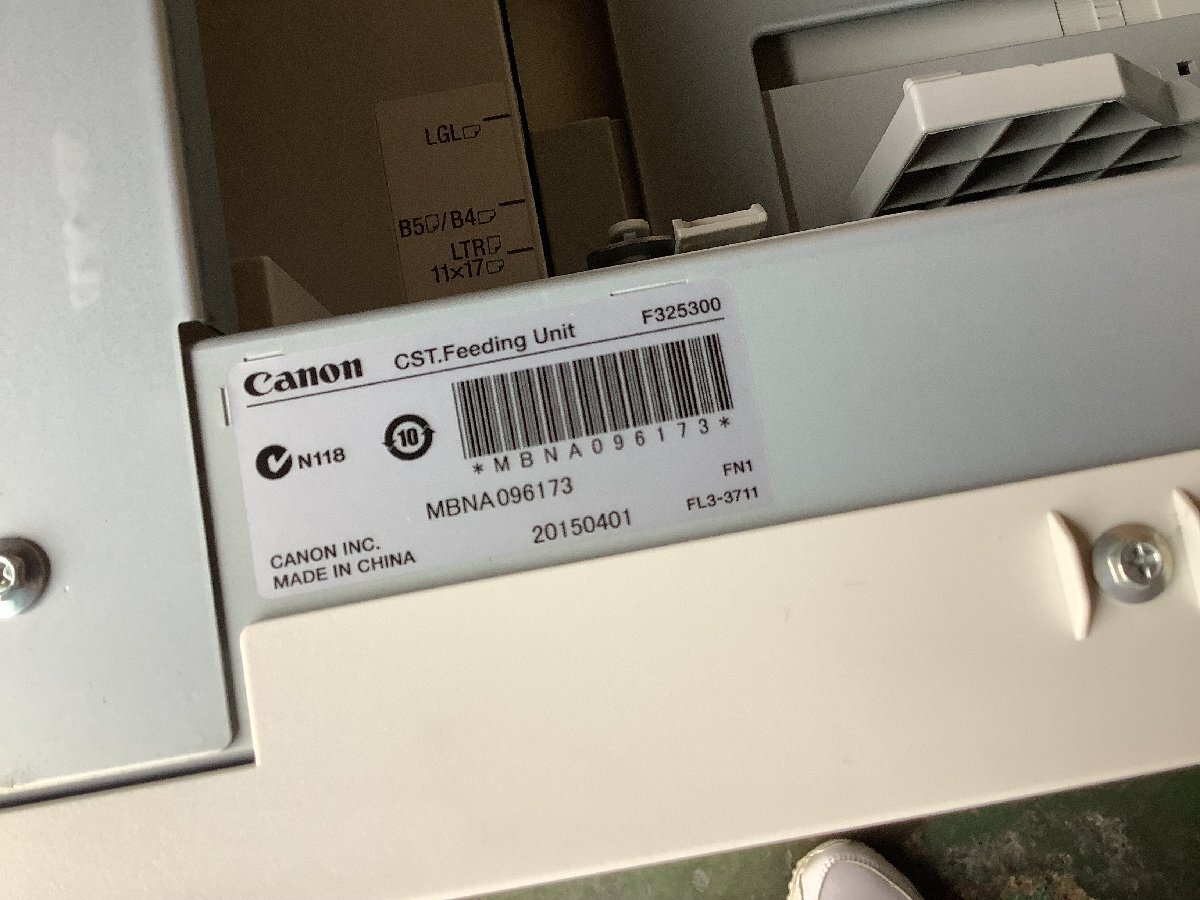 LGL
B5/B4
LTR
11×17
Canon CST.Feeding Unit F325300
N118
10
*MBNA096173*
MBNA096173
FN1
20150401
FL3-3711
CANON INC.
MADE IN CHINA